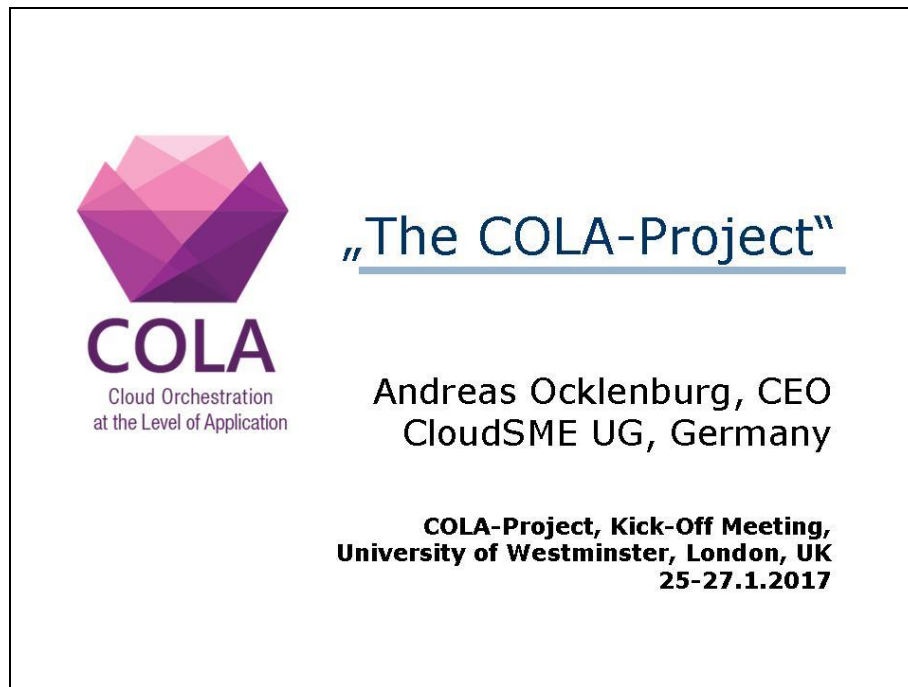 „The COLA-Project“
COLA
Cloud Orchestration
at the Level of Application
Andreas Ocklenburg, CEO
CloudSME UG, Germany
COLA-Project, Kick-Off Meeting,
University of Westminster, London, UK
25-27.1.2017